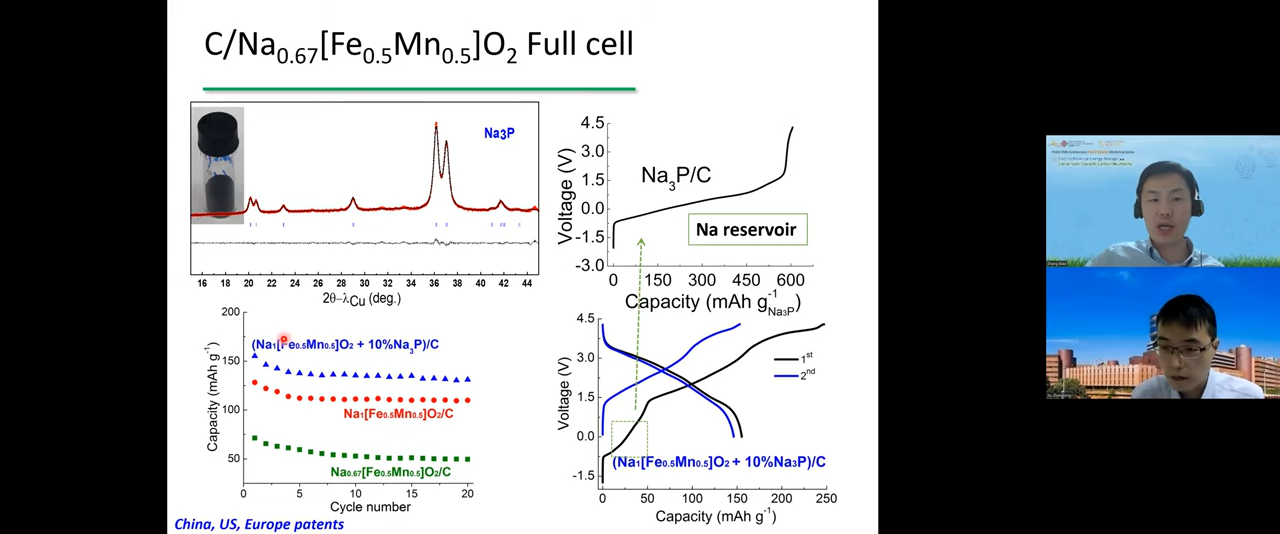 C/Na0.67[Fe0.5Mn0.5]O2 Full cell
Na3P
16 18 20 22 24 26 28 30 32 34 36 38 40 42 44
2θ-λCu (deg.)
4.5
3.0
1.5
0.0
-1.5
-3.0
Voltage (V)
Na3P/C
Na reservoir
0 150 300 450 600
Capacity (mAh g-1Na3P)
200
150
100
50
Capacity (mAh g-1)
(Na1[Fe0.5Mn0.5]O2 + 10%Na3P)/C
Na1[Fe0.5Mn0.5]O2/C
Na0.67[Fe0.5Mn0.5]O2/C
0 5 10 15 20
Cycle number
4.5
3.0
1.5
0.0
-1.5
Voltage (V)
1st
2nd
(Na1[Fe0.5Mn0.5]O2 + 10%Na3P)/C
0 50 100 150 200 250
Capacity (mAh g-1)
China, US, Europe patents